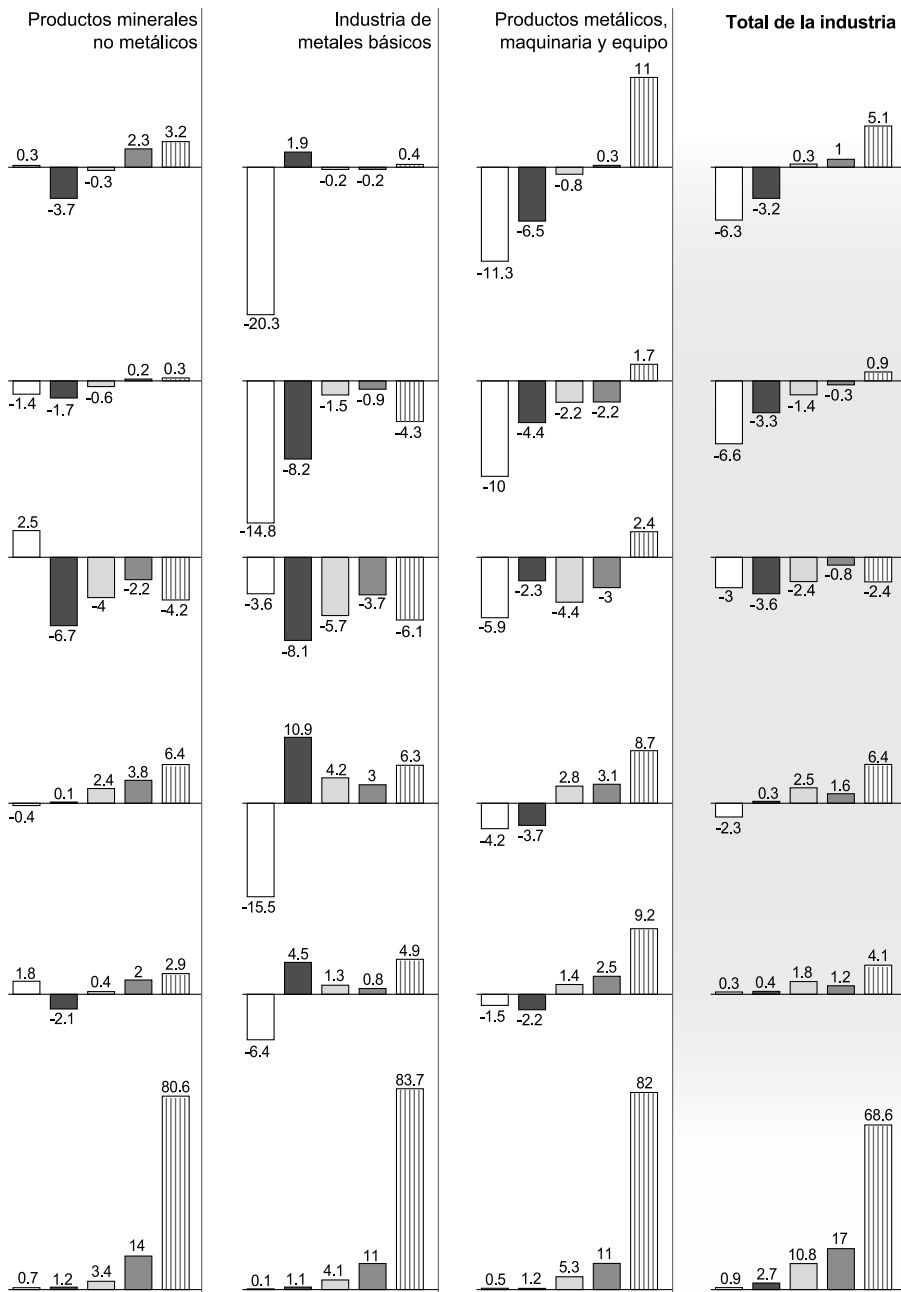 Productos minerales
no metálicos
Industria de
metales básicos
Productos metálicos,
maquinaria y equipo
Total de la industria
0.3 -3.7 -0.3 2.3 3.2
-20.3 1.9 -0.2 -0.2 0.4
-11.3 -6.5 -0.8 0.3 11
-6.3 -3.2 0.3 1 5.1
-1.4 -1.7 -0.6 0.2 0.3
-14.8 -8.2 -1.5 -0.9 -4.3
-10 -4.4 -2.2 -2.2 1.7
-6.6 -3.3 -1.4 -0.3 0.9
2.5 -6.7 -4 -2.2 -4.2
-3.6 -8.1 -5.7 -3.7 -6.1
-5.9 -2.3 -4.4 -3 2.4
-3 -3.6 -2.4 -0.8 -2.4
-0.4 0.1 2.4 3.8 6.4
-15.5 10.9 4.2 3 6.3
-4.2 -3.7 2.8 3.1 8.7
-2.3 0.3 2.5 1.6 6.4
1.8 -2.1 0.4 2 2.9
-6.4 4.5 1.3 0.8 4.9
-1.5 -2.2 1.4 2.5 9.2
0.3 0.4 1.8 1.2 4.1
0.7 1.2 3.4 14 80.6
0.1 1.1 4.1 11 83.7
0.5 1.2 5.3 11 82
0.9 2.7 10.8 17 68.6